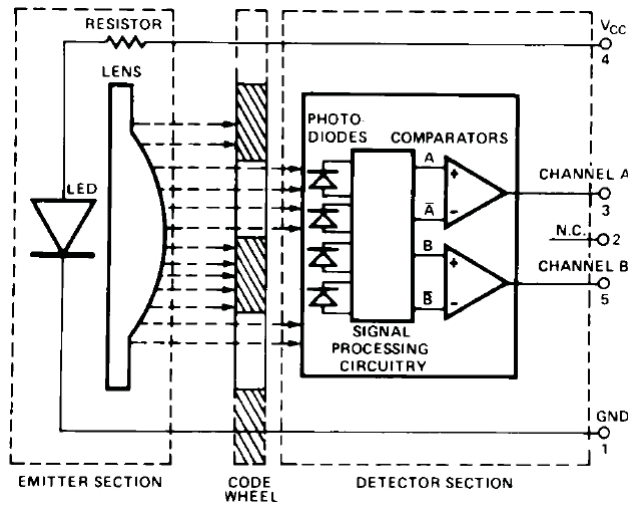 RESISTOR
VCC
4
LENS
LED
PHOTO-
DIODES
COMPARATORS
A
+
CHANNEL A
3
Ā
−
N.C.
2
B
+
CHANNEL B
5
B̄
−
SIGNAL
PROCESSING
CIRCUITRY
GND
1
EMITTER SECTION
CODE
WHEEL
DETECTOR SECTION